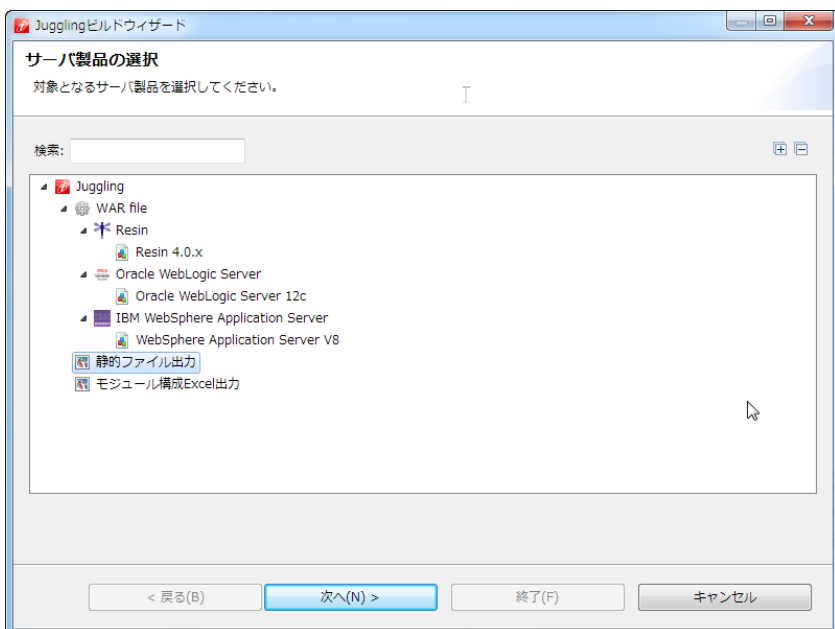 Jugglingビルドウィザード
サーバ製品の選択
対象となるサーバ製品を選択してください。
検索:
Juggling
WAR file
Resin
Resin 4.0.x
Oracle WebLogic Server
Oracle WebLogic Server 12c
IBM WebSphere Application Server
WebSphere Application Server V8
静的ファイル出力
モジュール構成Excel出力
< 戻る(B) 次へ(N) > 終了(F) キャンセル